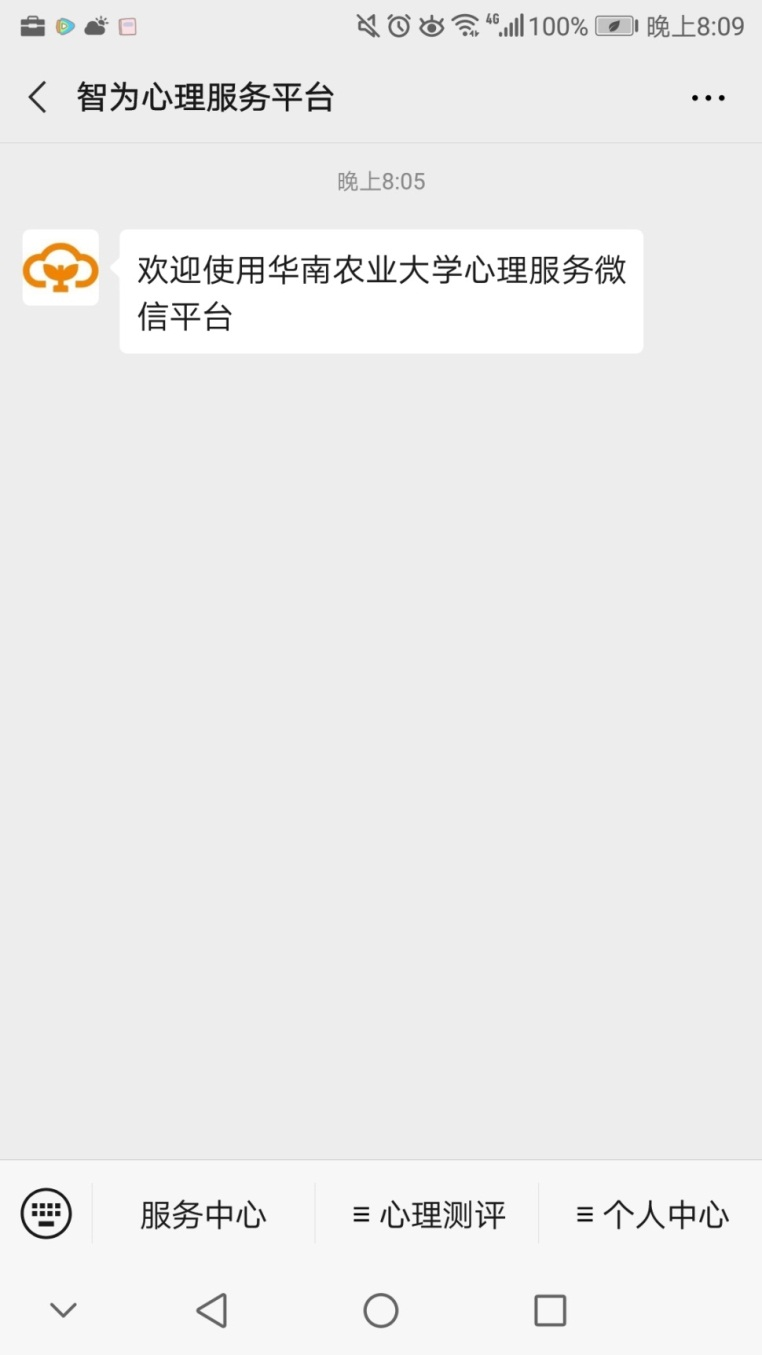 4G 100% 晚上8:09
智为心理服务平台
晚上8:05
欢迎使用华南农业大学心理服务微
信平台
服务中心 心理测评 个人中心